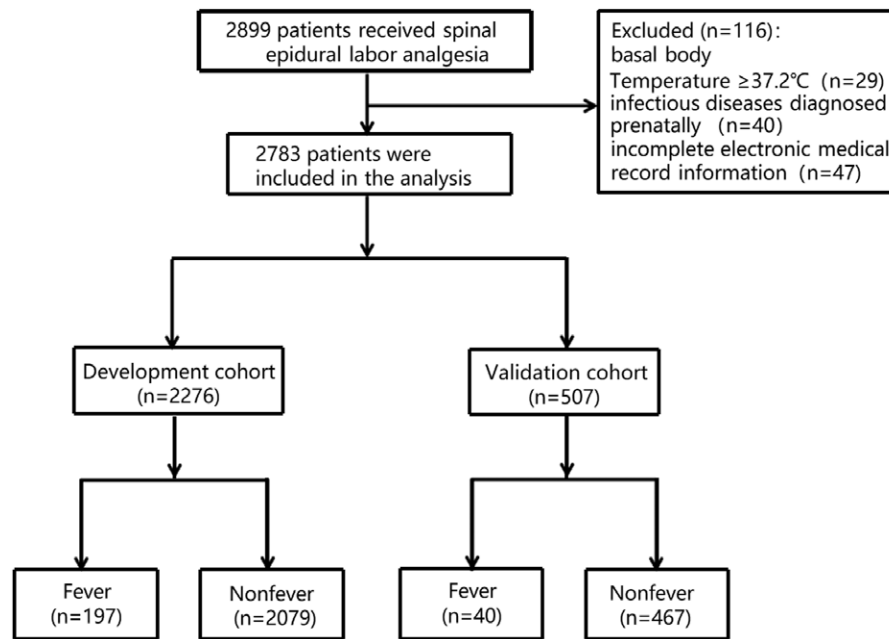 2899 patients received spinal
epidural labor analgesia
Excluded (n=116):
basal body
Temperature ≥37.2℃ (n=29)
infectious diseases diagnosed
prenatally (n=40)
incomplete electronic medical
record information (n=47)
2783 patients were
included in the analysis
Development cohort
(n=2276)
Validation cohort
(n=507)
Fever
(n=197)
Nonfever
(n=2079)
Fever
(n=40)
Nonfever
(n=467)